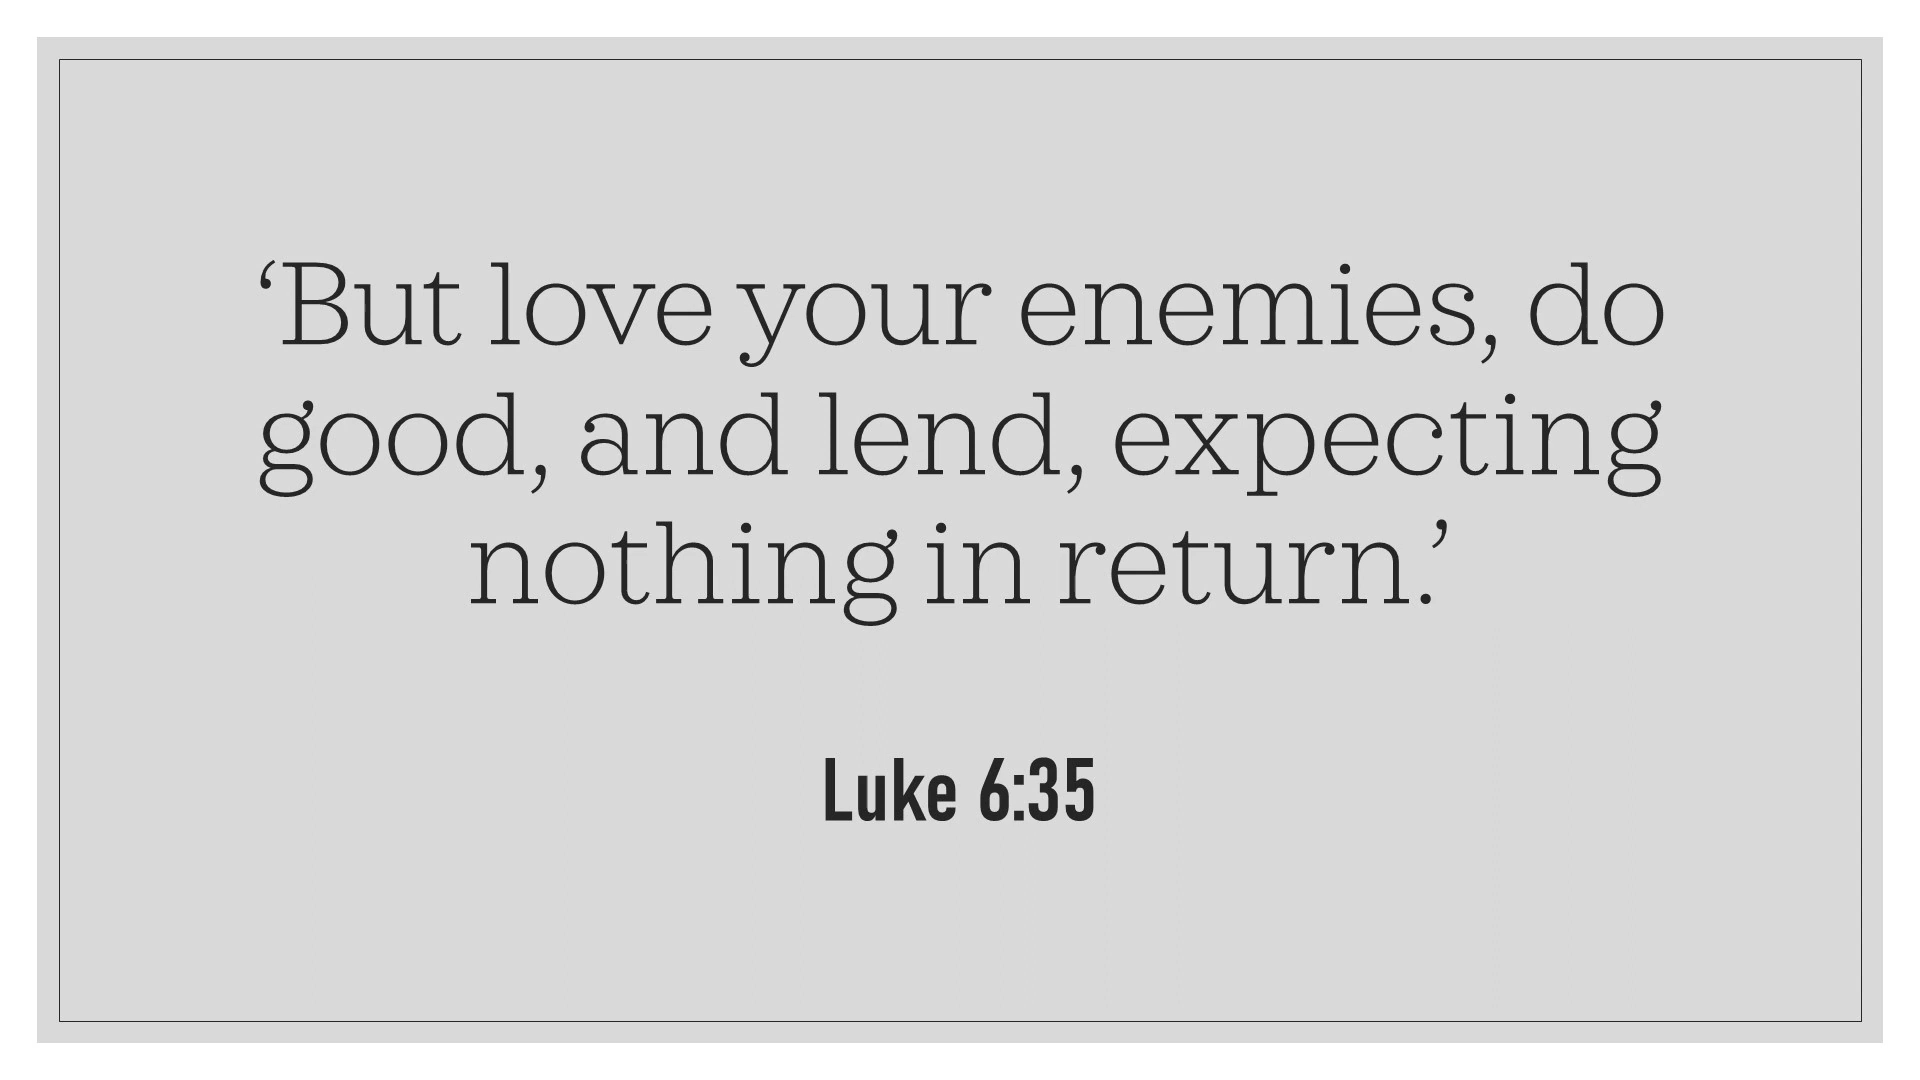 ‘But love your enemies, do
good, and lend, expecting
nothing in return.’
Luke 6:35